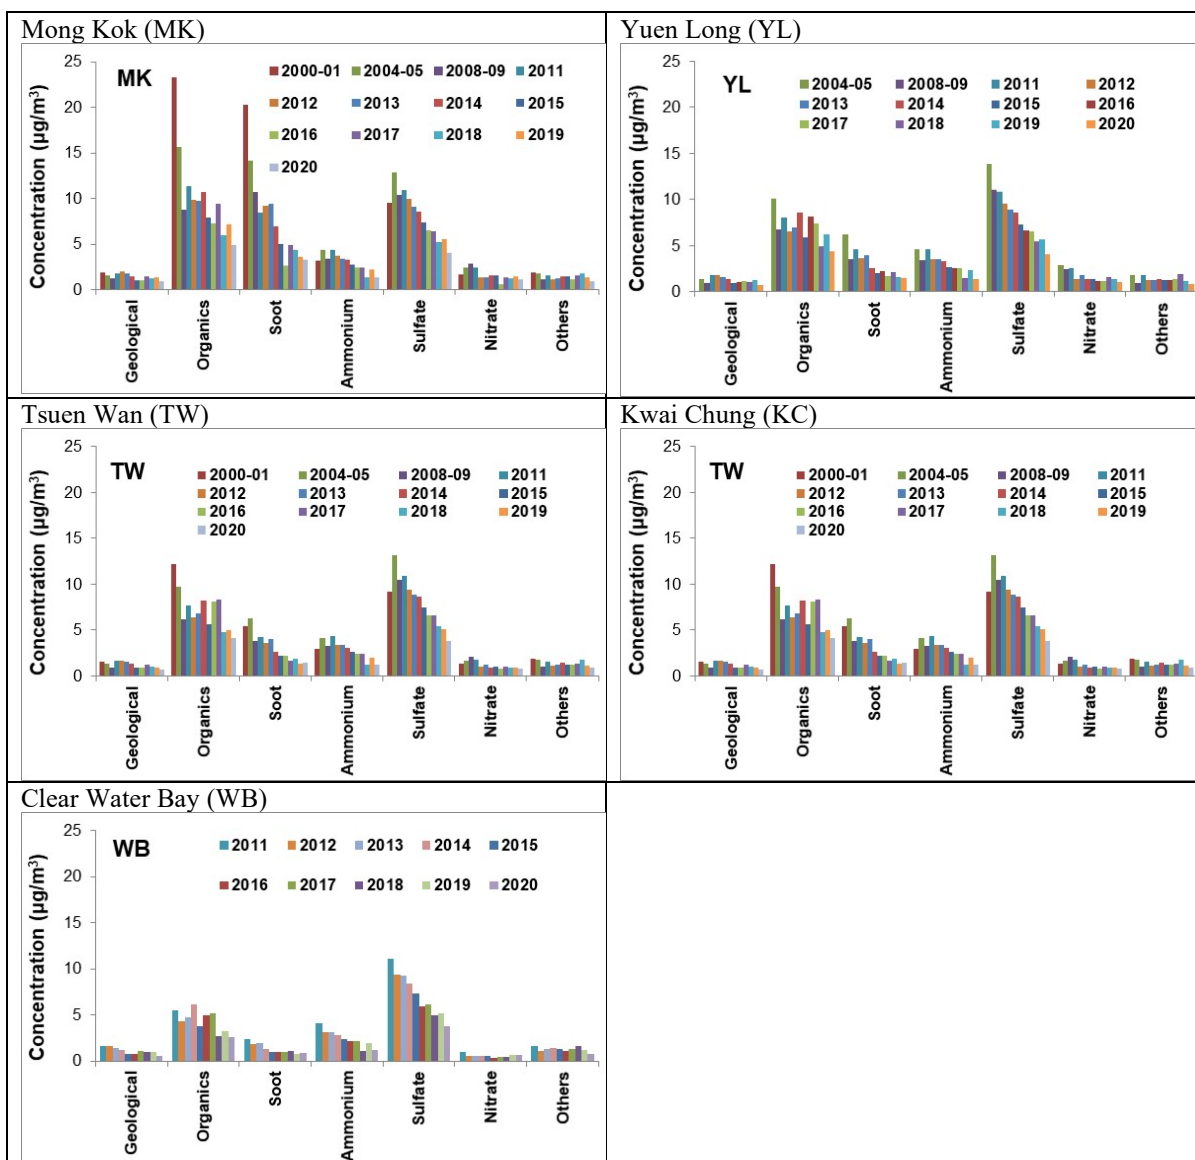 Mong Kok (MK)
25
20
15
10
5
0
Concentration (µg/m³)
MK
2000-01 2004-05 2008-09 2011
2012 2013 2014 2015
2016 2017 2018 2019
2020
Geological Organics Soot Ammonium Sulfate Nitrate Others
Yuen Long (YL)
25
20
15
10
5
0
Concentration (µg/m³)
YL
2004-05 2008-09 2011 2012
2013 2014 2015 2016
2017 2018 2019 2020
Geological Organics Soot Ammonium Sulfate Nitrate Others
Tsuen Wan (TW)
25
20
15
10
5
0
Concentration (µg/m³)
TW
2000-01 2004-05 2008-09 2011
2012 2013 2014 2015
2016 2017 2018 2019
2020
Geological Organics Soot Ammonium Sulfate Nitrate Others
Kwai Chung (KC)
25
20
15
10
5
0
Concentration (µg/m³)
TW
2000-01 2004-05 2008-09 2011
2012 2013 2014 2015
2016 2017 2018 2019
2020
Geological Organics Soot Ammonium Sulfate Nitrate Others
Clear Water Bay (WB)
25
20
15
10
5
0
Concentration (µg/m³)
WB
2011 2012 2013 2014 2015
2016 2017 2018 2019 2020
Geological Organics Soot Ammonium Sulfate Nitrate Others